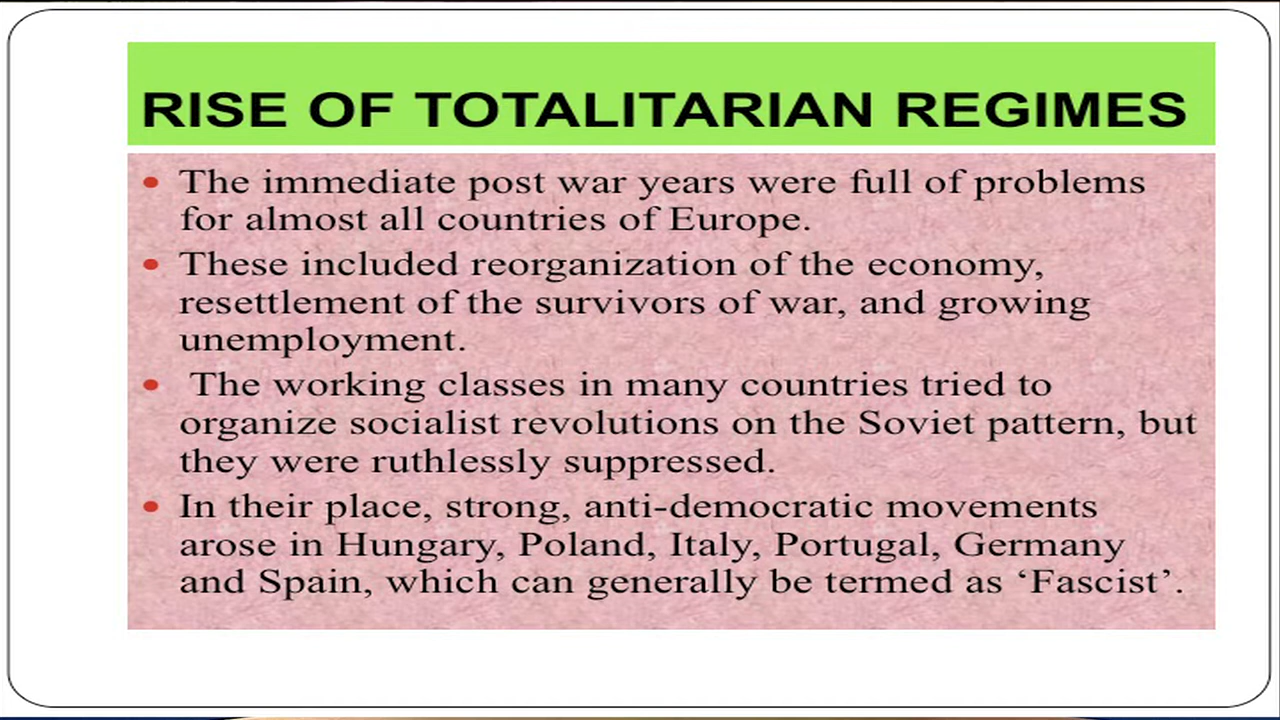 RISE OF TOTALITARIAN REGIMES
• The immediate post war years were full of problems
for almost all countries of Europe.
• These included reorganization of the economy,
resettlement of the survivors of war, and growing
unemployment.
• The working classes in many countries tried to
organize socialist revolutions on the Soviet pattern, but
they were ruthlessly suppressed.
• In their place, strong, anti-democratic movements
arose in Hungary, Poland, Italy, Portugal, Germany
and Spain, which can generally be termed as ‘Fascist’.